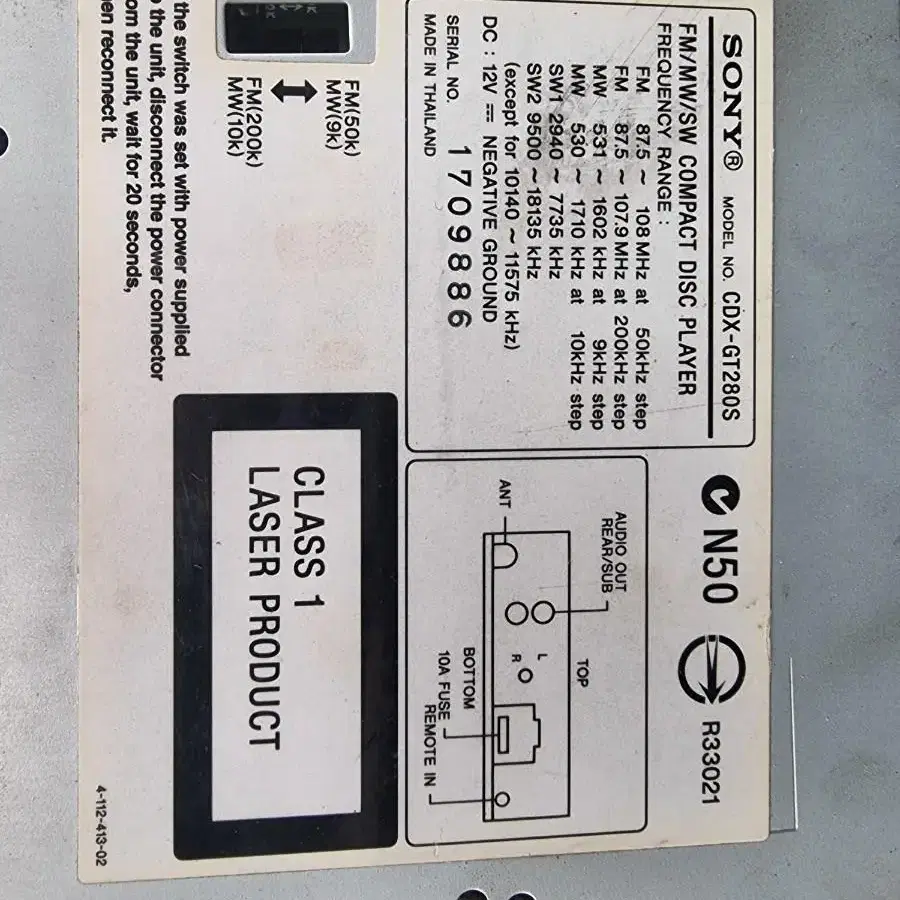 SONY® MODEL NO. CDX-GT280S
FM/MW/SW COMPACT DISC PLAYER
FREQUENCY RANGE :
FM 87.5 ~ 108 MHz at 50kHz step
FM 87.5 ~ 107.9 MHz at 200kHz step
MW 531 ~ 1602 kHz at 9kHz step
MW 530 ~ 1710 kHz at 10kHz step
SW1 2940 ~ 7735 kHz
SW2 9500 ~ 18135 kHz
(except for 10140 ~ 11575 kHz)
DC : 12V ⎓ NEGATIVE GROUND
SERIAL NO. 1709886
MADE IN THAILAND
N50
R33021
AUDIO OUT
REAR/SUB
TOP
ANT
L
R
BOTTOM
10A FUSE
REMOTE IN
FM(50k)
MW(9k)
FM(200k)
MW(10k)
the switch was set with power supplied
the unit, disconnect the power connector
the unit, wait for 20 seconds,
reconnect it.
CLASS 1
LASER PRODUCT
4-112-413-02